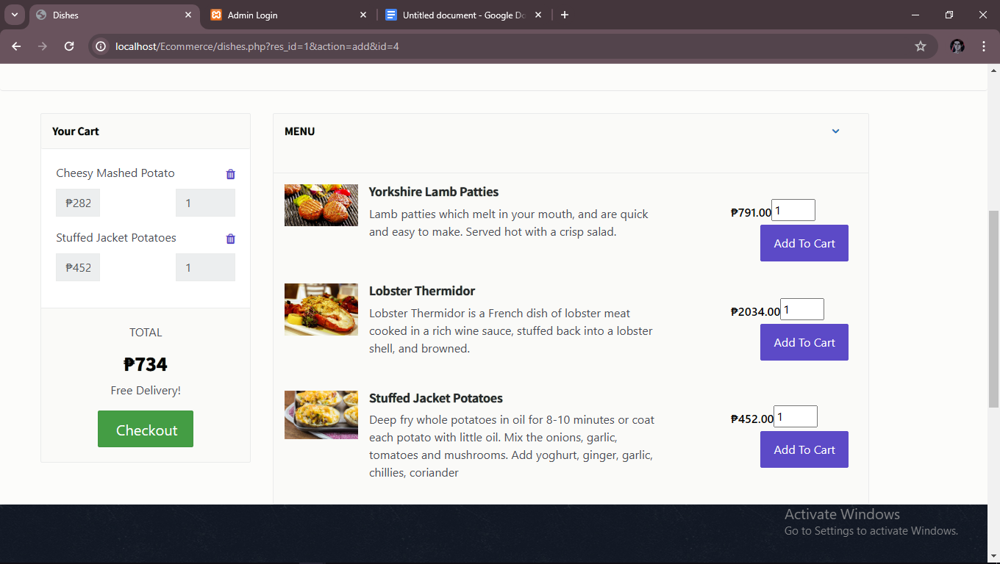 Dishes
Admin Login
Untitled document - Google Do
localhost/Ecommerce/dishes.php?res_id=1&action=add&id=4
Your Cart
Cheesy Mashed Potato
₱282
1
Stuffed Jacket Potatoes
₱452
1
TOTAL
₱734
Free Delivery!
Checkout
MENU
Yorkshire Lamb Patties
Lamb patties which melt in your mouth, and are quick
and easy to make. Served hot with a crisp salad.
₱791.00 1
Add To Cart
Lobster Thermidor
Lobster Thermidor is a French dish of lobster meat
cooked in a rich wine sauce, stuffed back into a lobster
shell, and browned.
₱2034.00 1
Add To Cart
Stuffed Jacket Potatoes
Deep fry whole potatoes in oil for 8-10 minutes or coat
each potato with little oil. Mix the onions, garlic,
tomatoes and mushrooms. Add yoghurt, ginger, garlic,
chillies, coriander
₱452.00 1
Add To Cart
Activate Windows
Go to Settings to activate Windows.